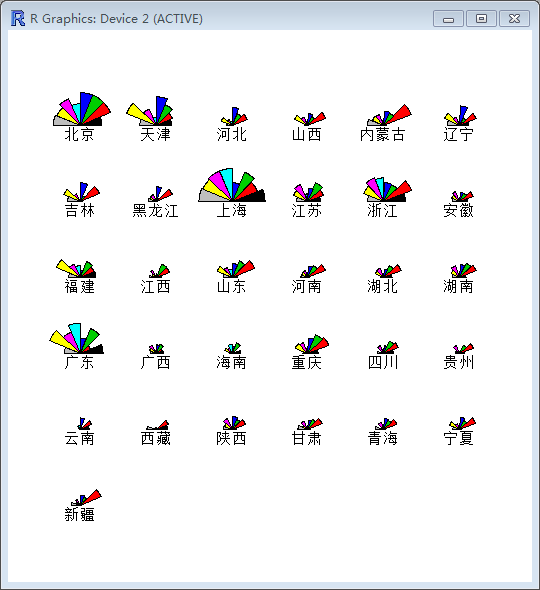 R Graphics: Device 2 (ACTIVE)
北京 天津 河北 山西 内蒙古 辽宁
吉林 黑龙江 上海 江苏 浙江 安徽
福建 江西 山东 河南 湖北 湖南
广东 广西 海南 重庆 四川 贵州
云南 西藏 陕西 甘肃 青海 宁夏
新疆